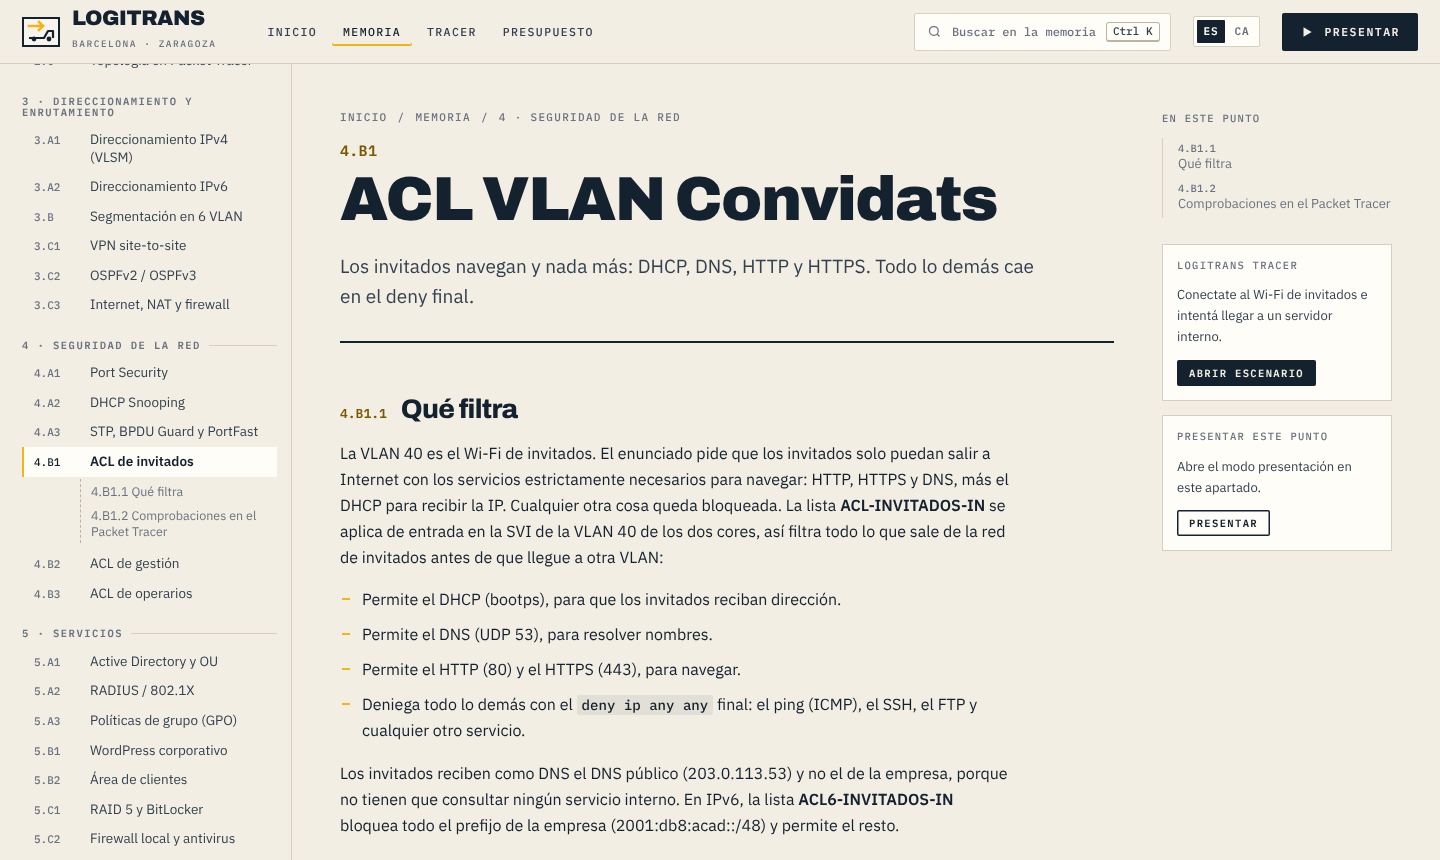 LOGITRANS
BARCELONA · ZARAGOZA
INICIO
MEMORIA
TRACER
PRESUPUESTO
Buscar en la memoria
Ctrl K
ES
CA
PRESENTAR
3 · DIRECCIONAMIENTO Y
ENRUTAMIENTO
3.A1 Direccionamiento IPv4
(VLSM)
3.A2 Direccionamiento IPv6
3.B Segmentación en 6 VLAN
3.C1 VPN site-to-site
3.C2 OSPFv2 / OSPFv3
3.C3 Internet, NAT y firewall
4 · SEGURIDAD DE LA RED
4.A1 Port Security
4.A2 DHCP Snooping
4.A3 STP, BPDU Guard y PortFast
4.B1 ACL de invitados
4.B1.1 Qué filtra
4.B1.2 Comprobaciones en el
Packet Tracer
4.B2 ACL de gestión
4.B3 ACL de operarios
5 · SERVICIOS
5.A1 Active Directory y OU
5.A2 RADIUS / 802.1X
5.A3 Políticas de grupo (GPO)
5.B1 WordPress corporativo
5.B2 Área de clientes
5.C1 RAID 5 y BitLocker
5.C2 Firewall local y antivirus
INICIO / MEMORIA / 4 · SEGURIDAD DE LA RED
4.B1
ACL VLAN Convidats
Los invitados navegan y nada más: DHCP, DNS, HTTP y HTTPS. Todo lo demás cae
en el deny final.
4.B1.1 Qué filtra
La VLAN 40 es el Wi-Fi de invitados. El enunciado pide que los invitados solo puedan salir a
Internet con los servicios estrictamente necesarios para navegar: HTTP, HTTPS y DNS, más el
DHCP para recibir la IP. Cualquier otra cosa queda bloqueada. La lista ACL-INVITADOS-IN se
aplica de entrada en la SVI de la VLAN 40 de los dos cores, así filtra todo lo que sale de la red
de invitados antes de que llegue a otra VLAN:
– Permite el DHCP (bootps), para que los invitados reciban dirección.
– Permite el DNS (UDP 53), para resolver nombres.
– Permite el HTTP (80) y el HTTPS (443), para navegar.
– Deniega todo lo demás con el deny ip any any final: el ping (ICMP), el SSH, el FTP y
cualquier otro servicio.
Los invitados reciben como DNS el DNS público (203.0.113.53) y no el de la empresa, porque
no tienen que consultar ningún servicio interno. En IPv6, la lista ACL6-INVITADOS-IN
bloquea todo el prefijo de la empresa (2001:db8:acad::/48) y permite el resto.
EN ESTE PUNTO
4.B1.1
Qué filtra
4.B1.2
Comprobaciones en el Packet Tracer
LOGITRANS TRACER
Conectate al Wi-Fi de invitados e
intentá llegar a un servidor
interno.
ABRIR ESCENARIO
PRESENTAR ESTE PUNTO
Abre el modo presentación en
este apartado.
PRESENTAR